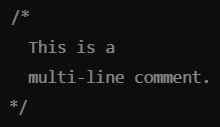 /*
This is a
multi-line comment.
*/